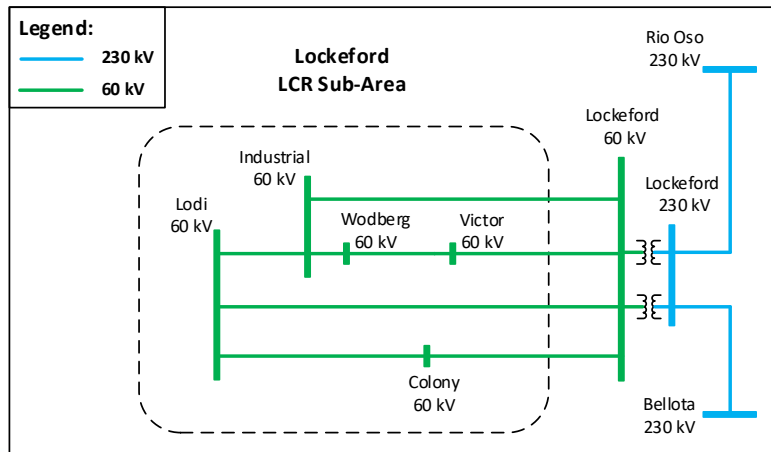 Legend:
230 kV
60 kV
Lockeford
LCR Sub-Area
Rio Oso
230 kV
Lockeford
60 kV
Industrial
60 kV
Lockeford
230 kV
Lodi
60 kV
Wodberg
60 kV
Victor
60 kV
Colony
60 kV
Bellota
230 kV